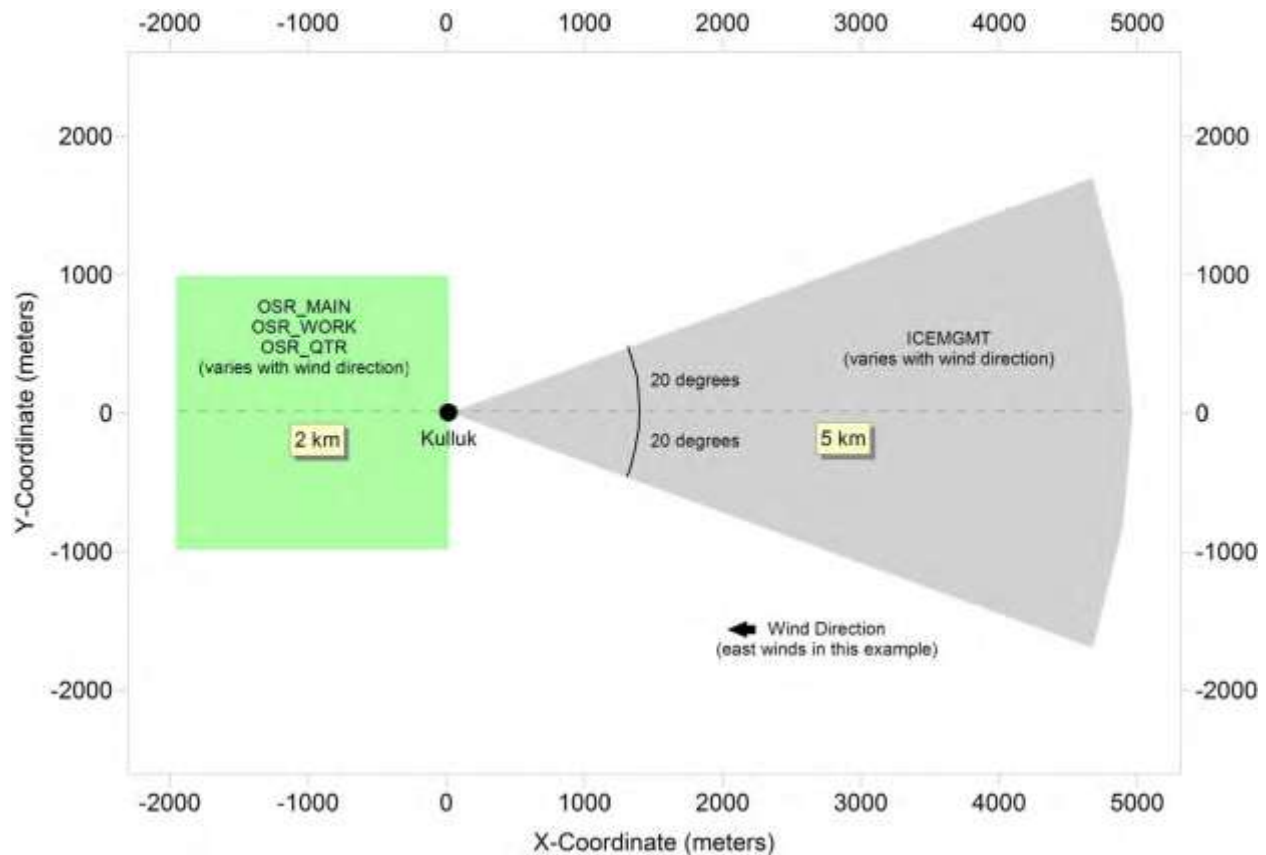 -2000 -1000 0 1000 2000 3000 4000 5000
2000 2000
1000 1000
OSR_MAIN
OSR_WORK
OSR_QTR
(varies with wind direction)
ICEMGMT
(varies with wind direction)
20 degrees
0 0
Kulluk
2 km
20 degrees
5 km
-1000 -1000
Wind Direction
(east winds in this example)
-2000 -2000
Y-Coordinate (meters)
-2000 -1000 0 1000 2000 3000 4000 5000
X-Coordinate (meters)